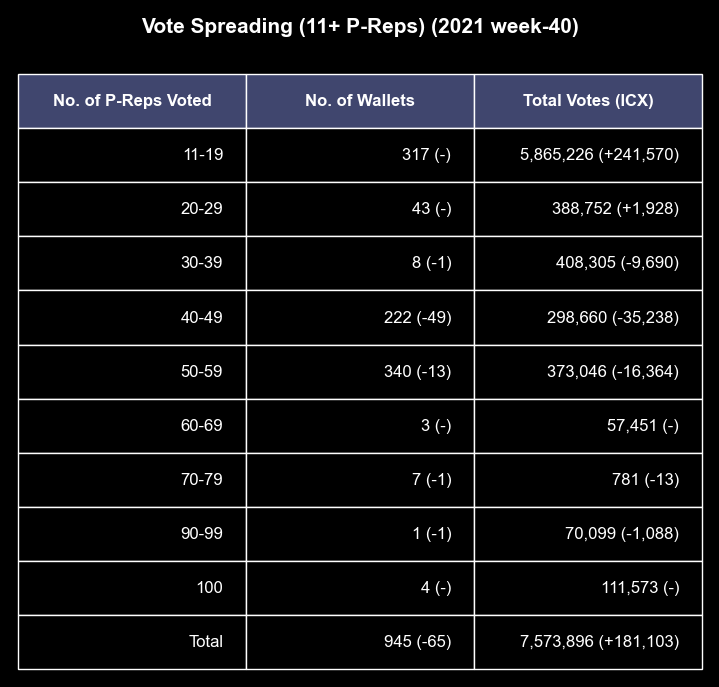 Vote Spreading (11+ P-Reps) (2021 week-40)
No. of P-Reps Voted No. of Wallets Total Votes (ICX)
11-19 317 (-) 5,865,226 (+241,570)
20-29 43 (-) 388,752 (+1,928)
30-39 8 (-1) 408,305 (-9,690)
40-49 222 (-49) 298,660 (-35,238)
50-59 340 (-13) 373,046 (-16,364)
60-69 3 (-) 57,451 (-)
70-79 7 (-1) 781 (-13)
90-99 1 (-1) 70,099 (-1,088)
100 4 (-) 111,573 (-)
Total 945 (-65) 7,573,896 (+181,103)